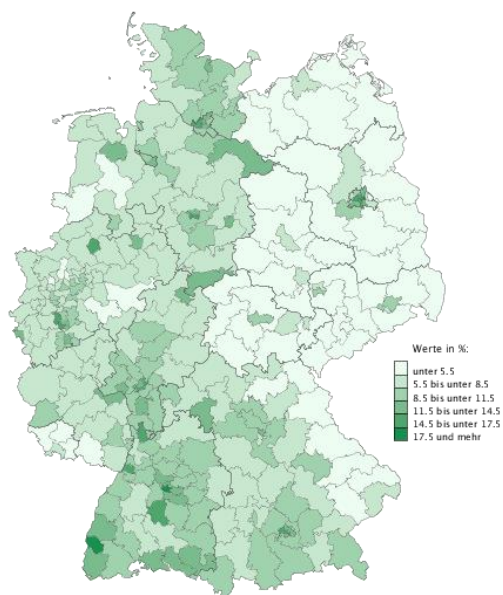 Werte in %:
unter 5.5
5.5 bis unter 8.5
8.5 bis unter 11.5
11.5 bis unter 14.5
14.5 bis unter 17.5
17.5 und mehr